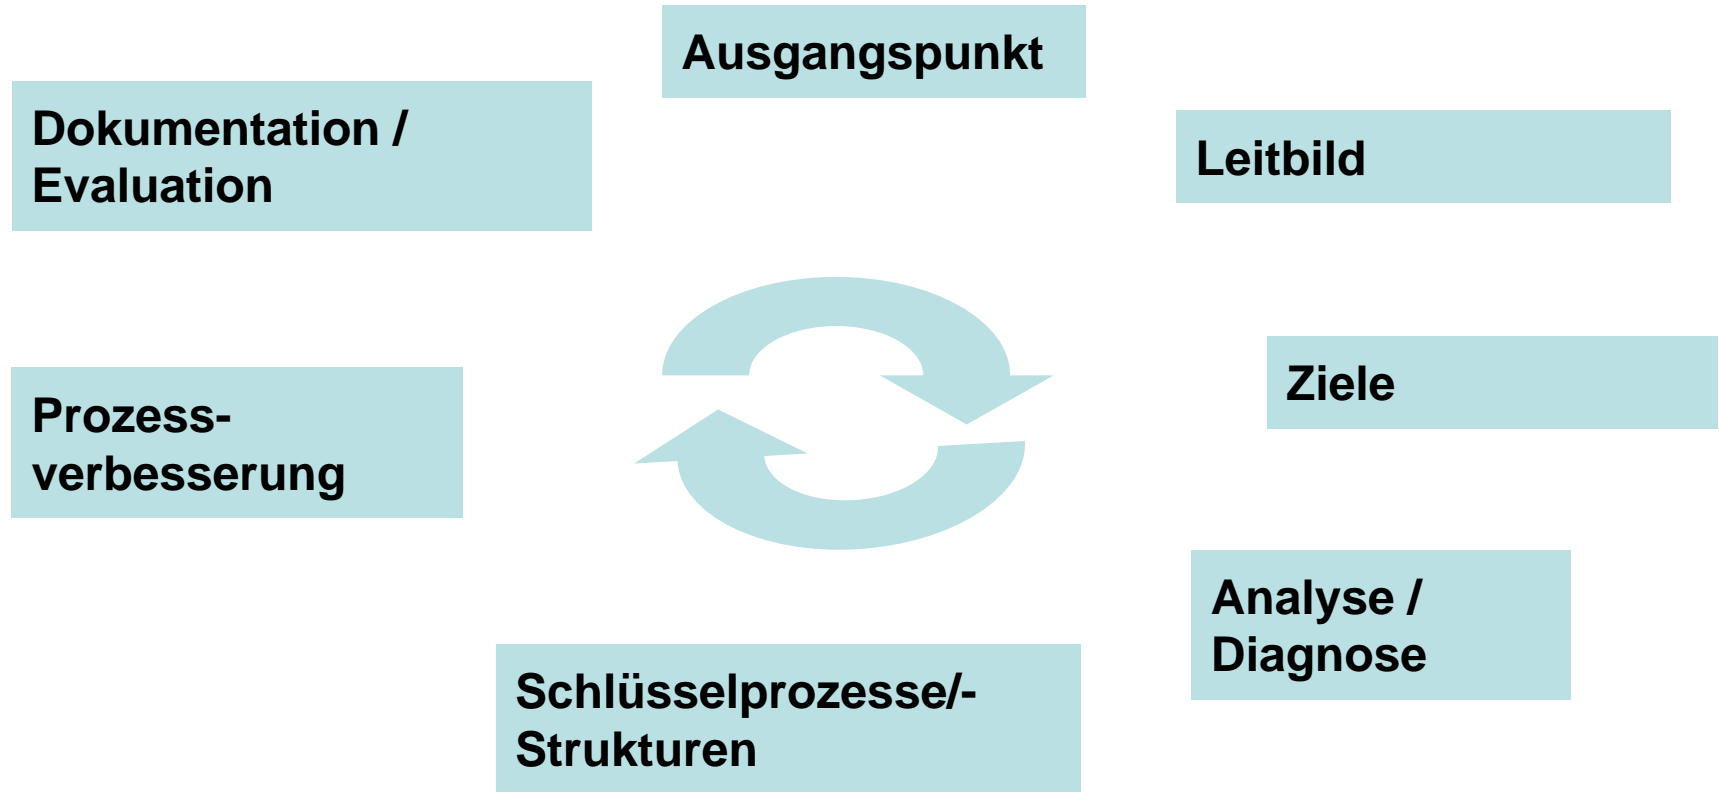 Ausgangspunkt
Leitbild
Ziele
Analyse /
Diagnose
Schlüsselprozesse/-
Strukturen
Prozess-
verbesserung
Dokumentation /
Evaluation